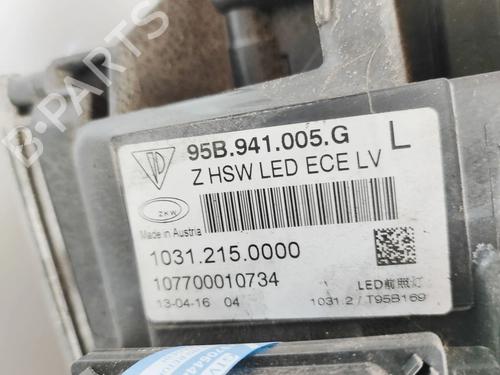 B-PARTS
95B.941.005.G L
Z HSW LED ECE LV
ZKW
Made in Austria
1031.215.0000
107700010734
LED前照灯
13-04-16 04
1031.2 / T95B169